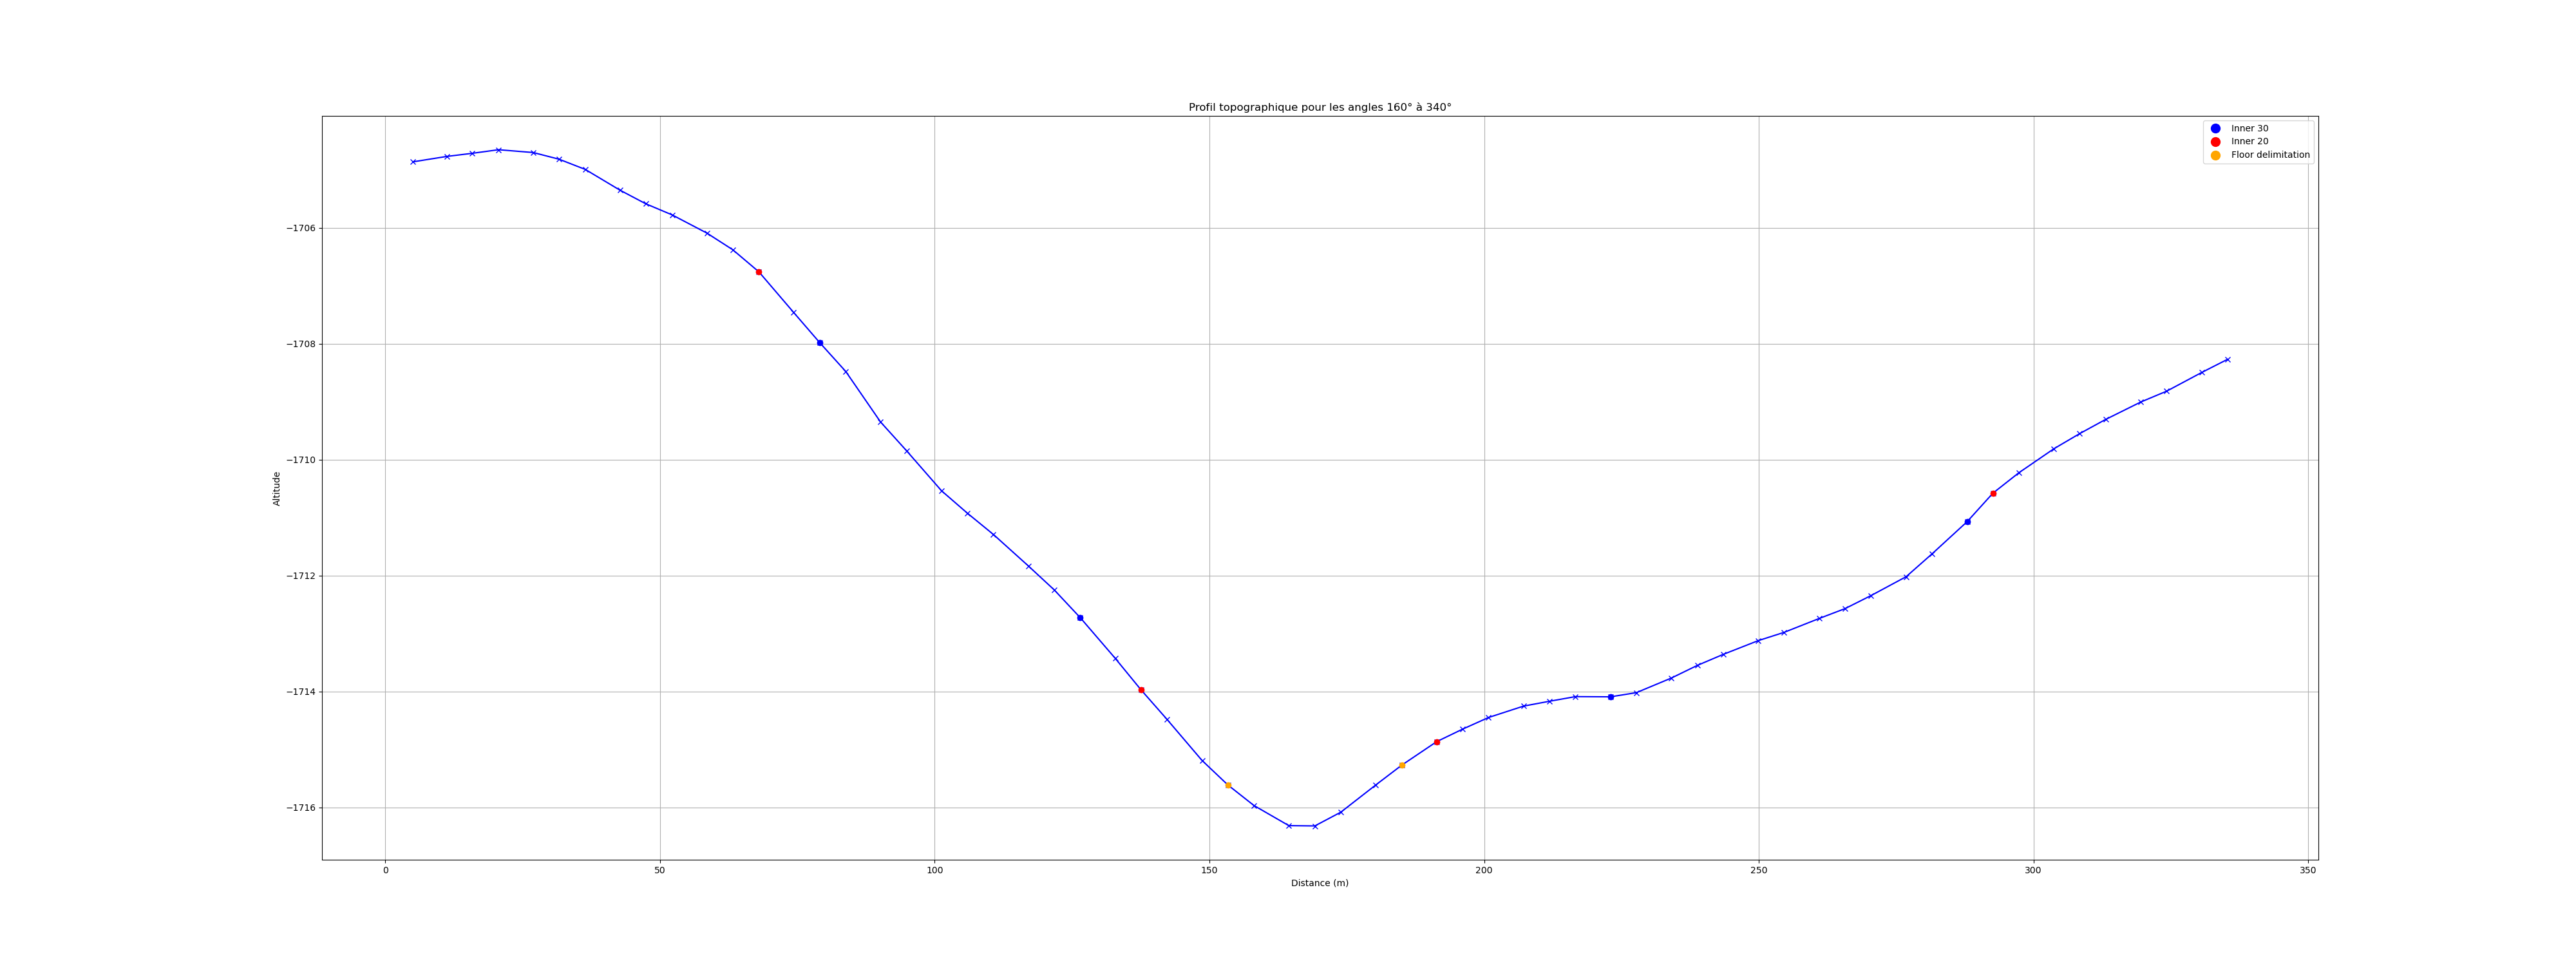 Profil topographique pour les angles 160° à 340°
Inner 30
Inner 20
Floor delimitation
Altitude
−1706
−1708
−1710
−1712
−1714
−1716
0
50
100
150
200
250
300
350
Distance (m)